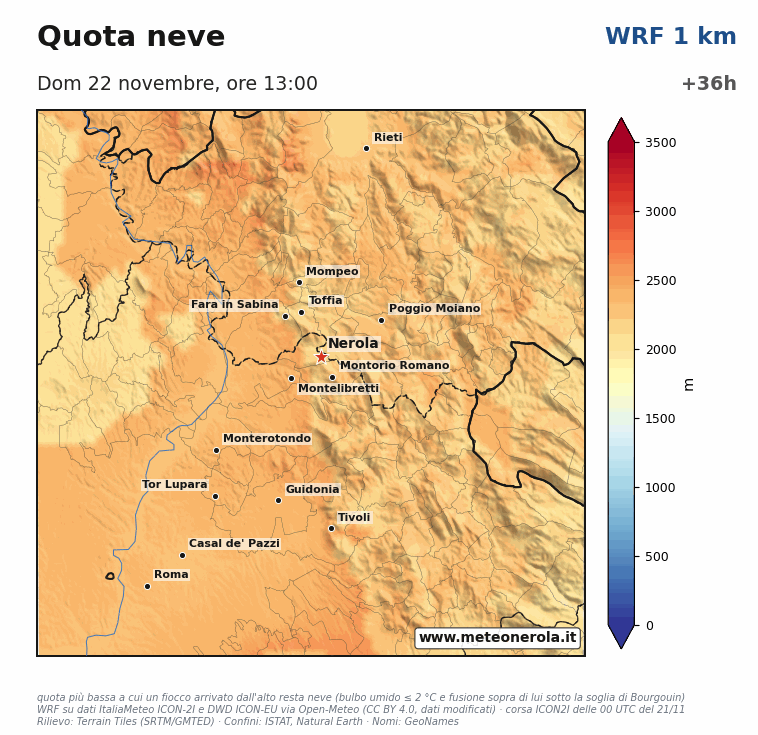 Quota neve
WRF 1 km
Dom 22 novembre, ore 13:00
+36h
Rieti
Mompeo
Fara in Sabina
Toffia
Poggio Moiano
Nerola
Montorio Romano
Montelibretti
Monterotondo
Tor Lupara
Guidonia
Tivoli
Casal de' Pazzi
Roma
www.meteonerola.it
3500
3000
2500
2000
1500
1000
500
0
m
quota più bassa a cui un fiocco arrivato dall'alto resta neve (bulbo umido ≤ 2 °C e fusione sopra di lui sotto la soglia di Bourgouin)
WRF su dati ItaliaMeteo ICON-2I e DWD ICON-EU via Open-Meteo (CC BY 4.0, dati modificati) · corsa ICON2I delle 00 UTC del 21/11
Rilievo: Terrain Tiles (SRTM/GMTED) · Confini: ISTAT, Natural Earth · Nomi: GeoNames